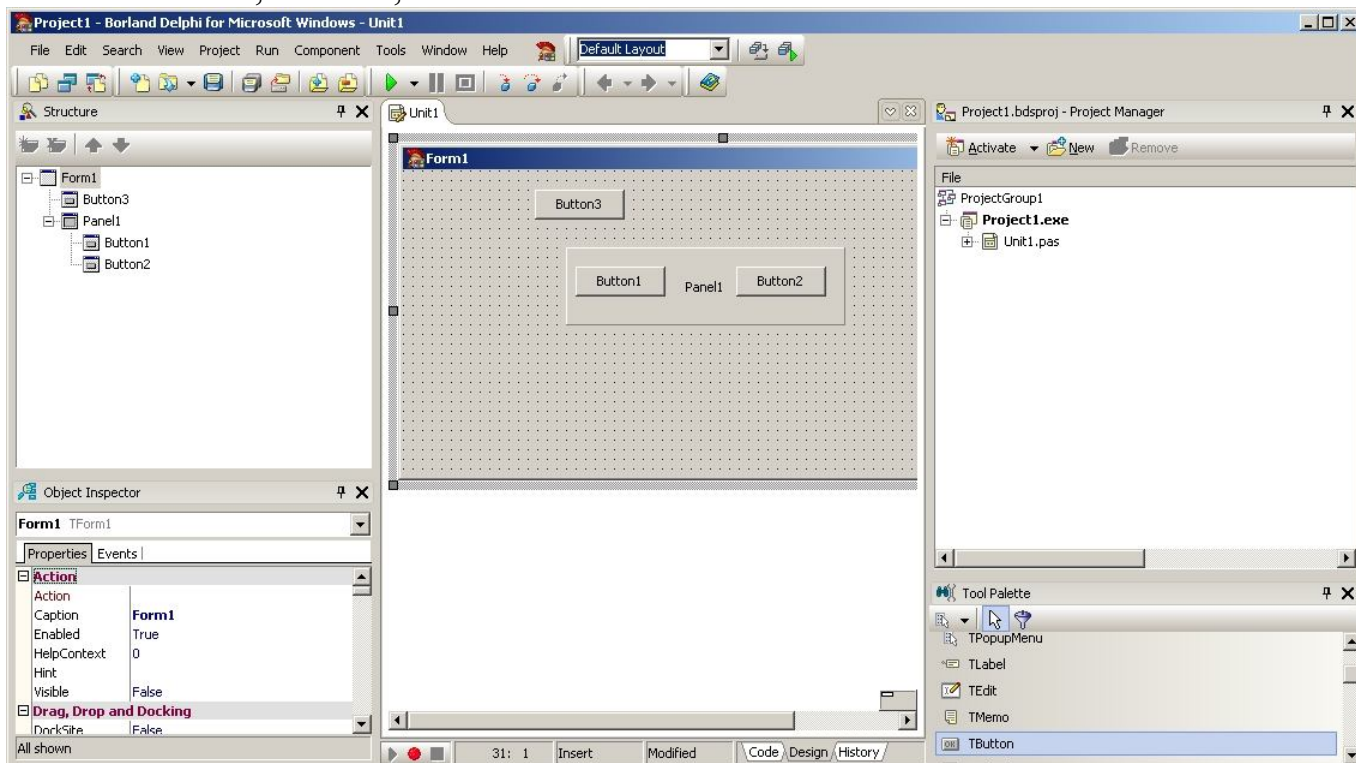 Project1 - Borland Delphi for Microsoft Windows - Unit1
File Edit Search View Project Run Component Tools Window Help Default Layout
Structure
Form1
Button3
Panel1
Button1
Button2
Object Inspector
Form1 TForm1
Properties Events
Action
Action
Caption Form1
Enabled True
HelpContext 0
Hint
Visible False
Drag, Drop and Docking
DockSite False
All shown
Unit1
Form1
Button3
Button1 Panel1 Button2
31: 1 Insert Modified Code Design History
Project1.bdsproj - Project Manager
Activate New Remove
File
ProjectGroup1
Project1.exe
Unit1.pas
Tool Palette
TPopupMenu
TLabel
TEdit
TMemo
TButton